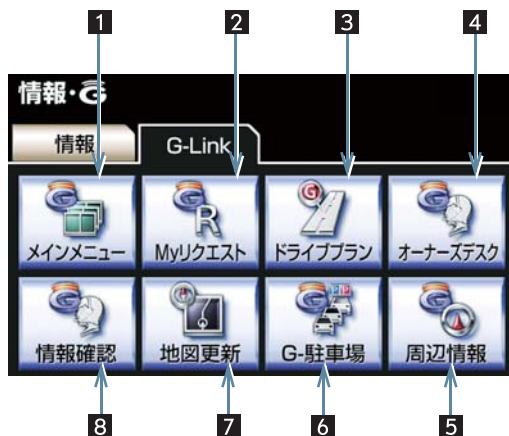 1 2 3 4
情報・G
情報 G-Link
メインメニュー Myリクエスト ドライブプラン オーナーズデスク
情報確認 地図更新 G-駐車場 周辺情報
8 7 6 5